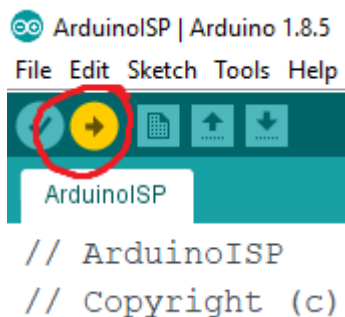 ArduinoISP | Arduino 1.8.5
File Edit Sketch Tools Help
ArduinoISP
// ArduinoISP
// Copyright (c)